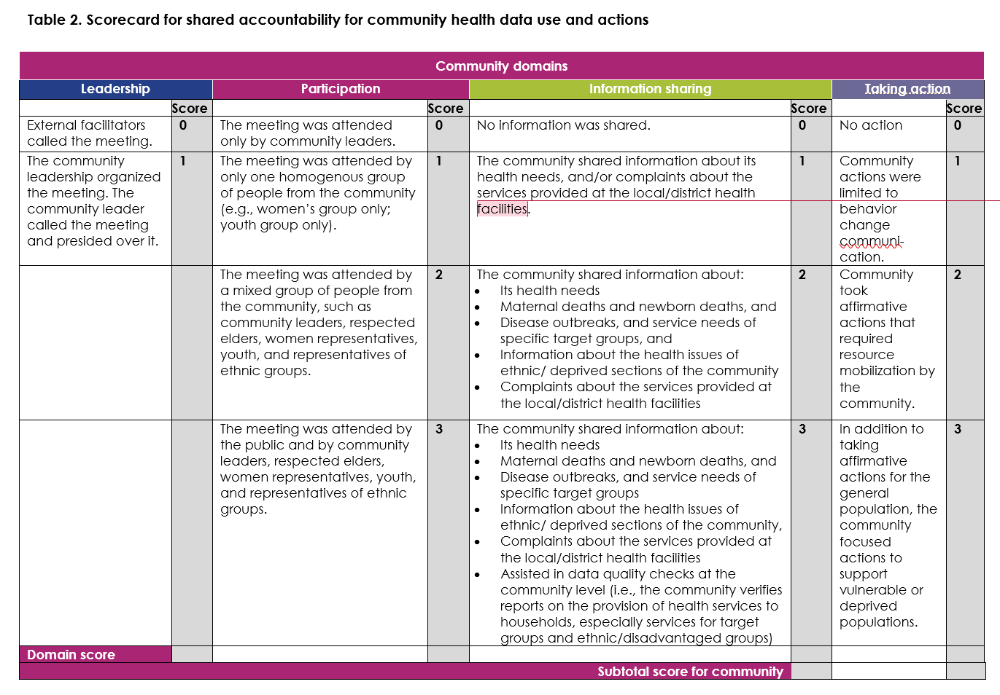 Table 2. Scorecard for shared accountability for community health data use and actions
Community domains
Leadership
Participation
Information sharing
Taking action
Score
Score
Score
Score
External facilitators
called the meeting.
0
The meeting was attended
only by community leaders.
0
No information was shared.
0
No action
0
The community
leadership organized
the meeting. The
community leader
called the meeting
and presided over it.
1
The meeting was attended by
only one homogenous group
of people from the community
(e.g., women’s group only;
youth group only).
1
The community shared information about its
health needs, and/or complaints about the
services provided at the local/district health
facilities.
1
Community
actions were
limited to
behavior
change
communi-
cation.
1
The meeting was attended by
a mixed group of people from
the community, such as
community leaders, respected
elders, women representatives,
youth, and representatives of
ethnic groups.
2
The community shared information about:
• Its health needs
• Maternal deaths and newborn deaths, and
• Disease outbreaks, and service needs of
specific target groups, and
• Information about the health issues of
ethnic/ deprived sections of the community
• Complaints about the services provided at
the local/district health facilities
2
Community
took
affirmative
actions that
required
resource
mobilization by
the
community.
2
The meeting was attended by
the public and by community
leaders, respected elders,
women representatives, youth,
and representatives of ethnic
groups.
3
The community shared information about:
• Its health needs
• Maternal deaths and newborn deaths, and
• Disease outbreaks, and service needs of
specific target groups
• Information about the health issues of
ethnic/ deprived sections of the community,
• Complaints about the services provided at
the local/district health facilities
• Assisted in data quality checks at the
community level (i.e., the community verifies
reports on the provision of health services to
households, especially services for target
groups and ethnic/disadvantaged groups)
3
In addition to
taking
affirmative
actions for the
general
population, the
community
focused
actions to
support
vulnerable or
deprived
populations.
3
Domain score
Subtotal score for community